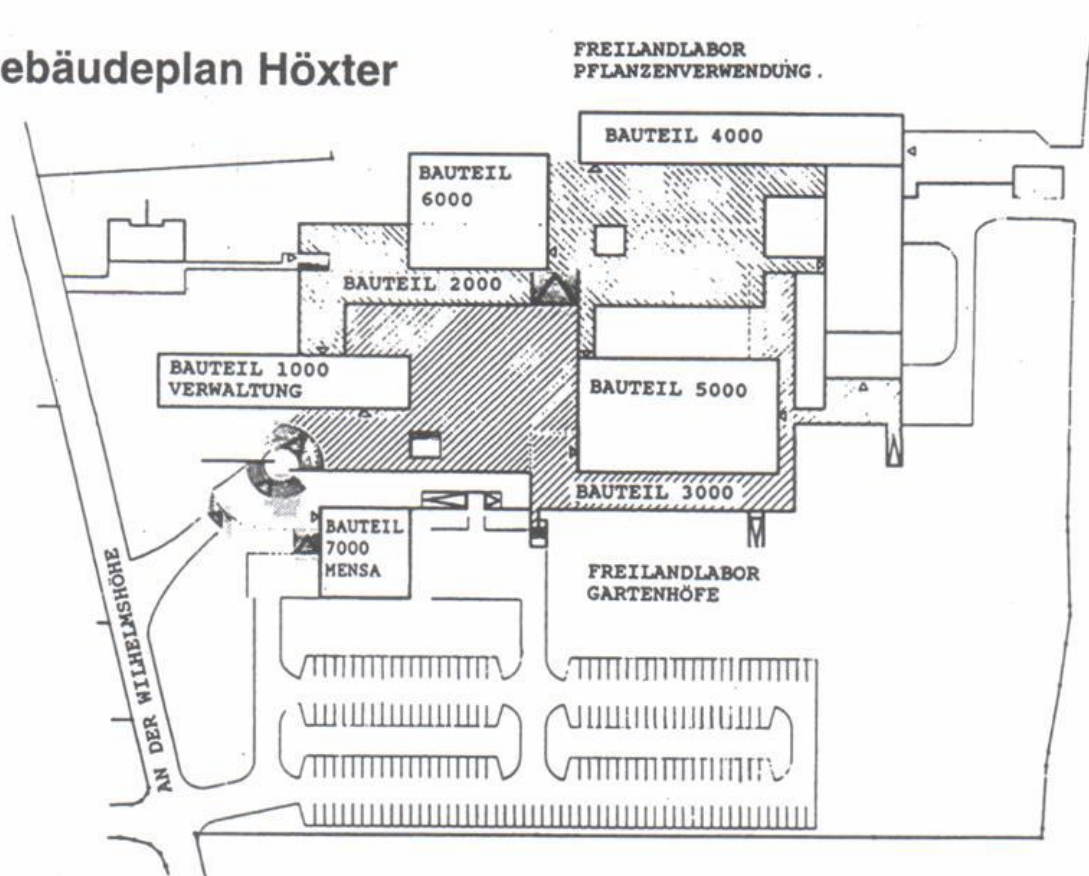 ebäudeplan Höxter
FREILANDLABOR
PFLANZENVERWENDUNG.
BAUTEIL 4000
BAUTEIL
6000
BAUTEIL 2000
BAUTEIL 1000
VERWALTUNG
BAUTEIL 5000
BAUTEIL 3000
BAUTEIL
7000
MENSA
FREILANDLABOR
GARTENHÖFE
AN DER WILHELMSHÖHE